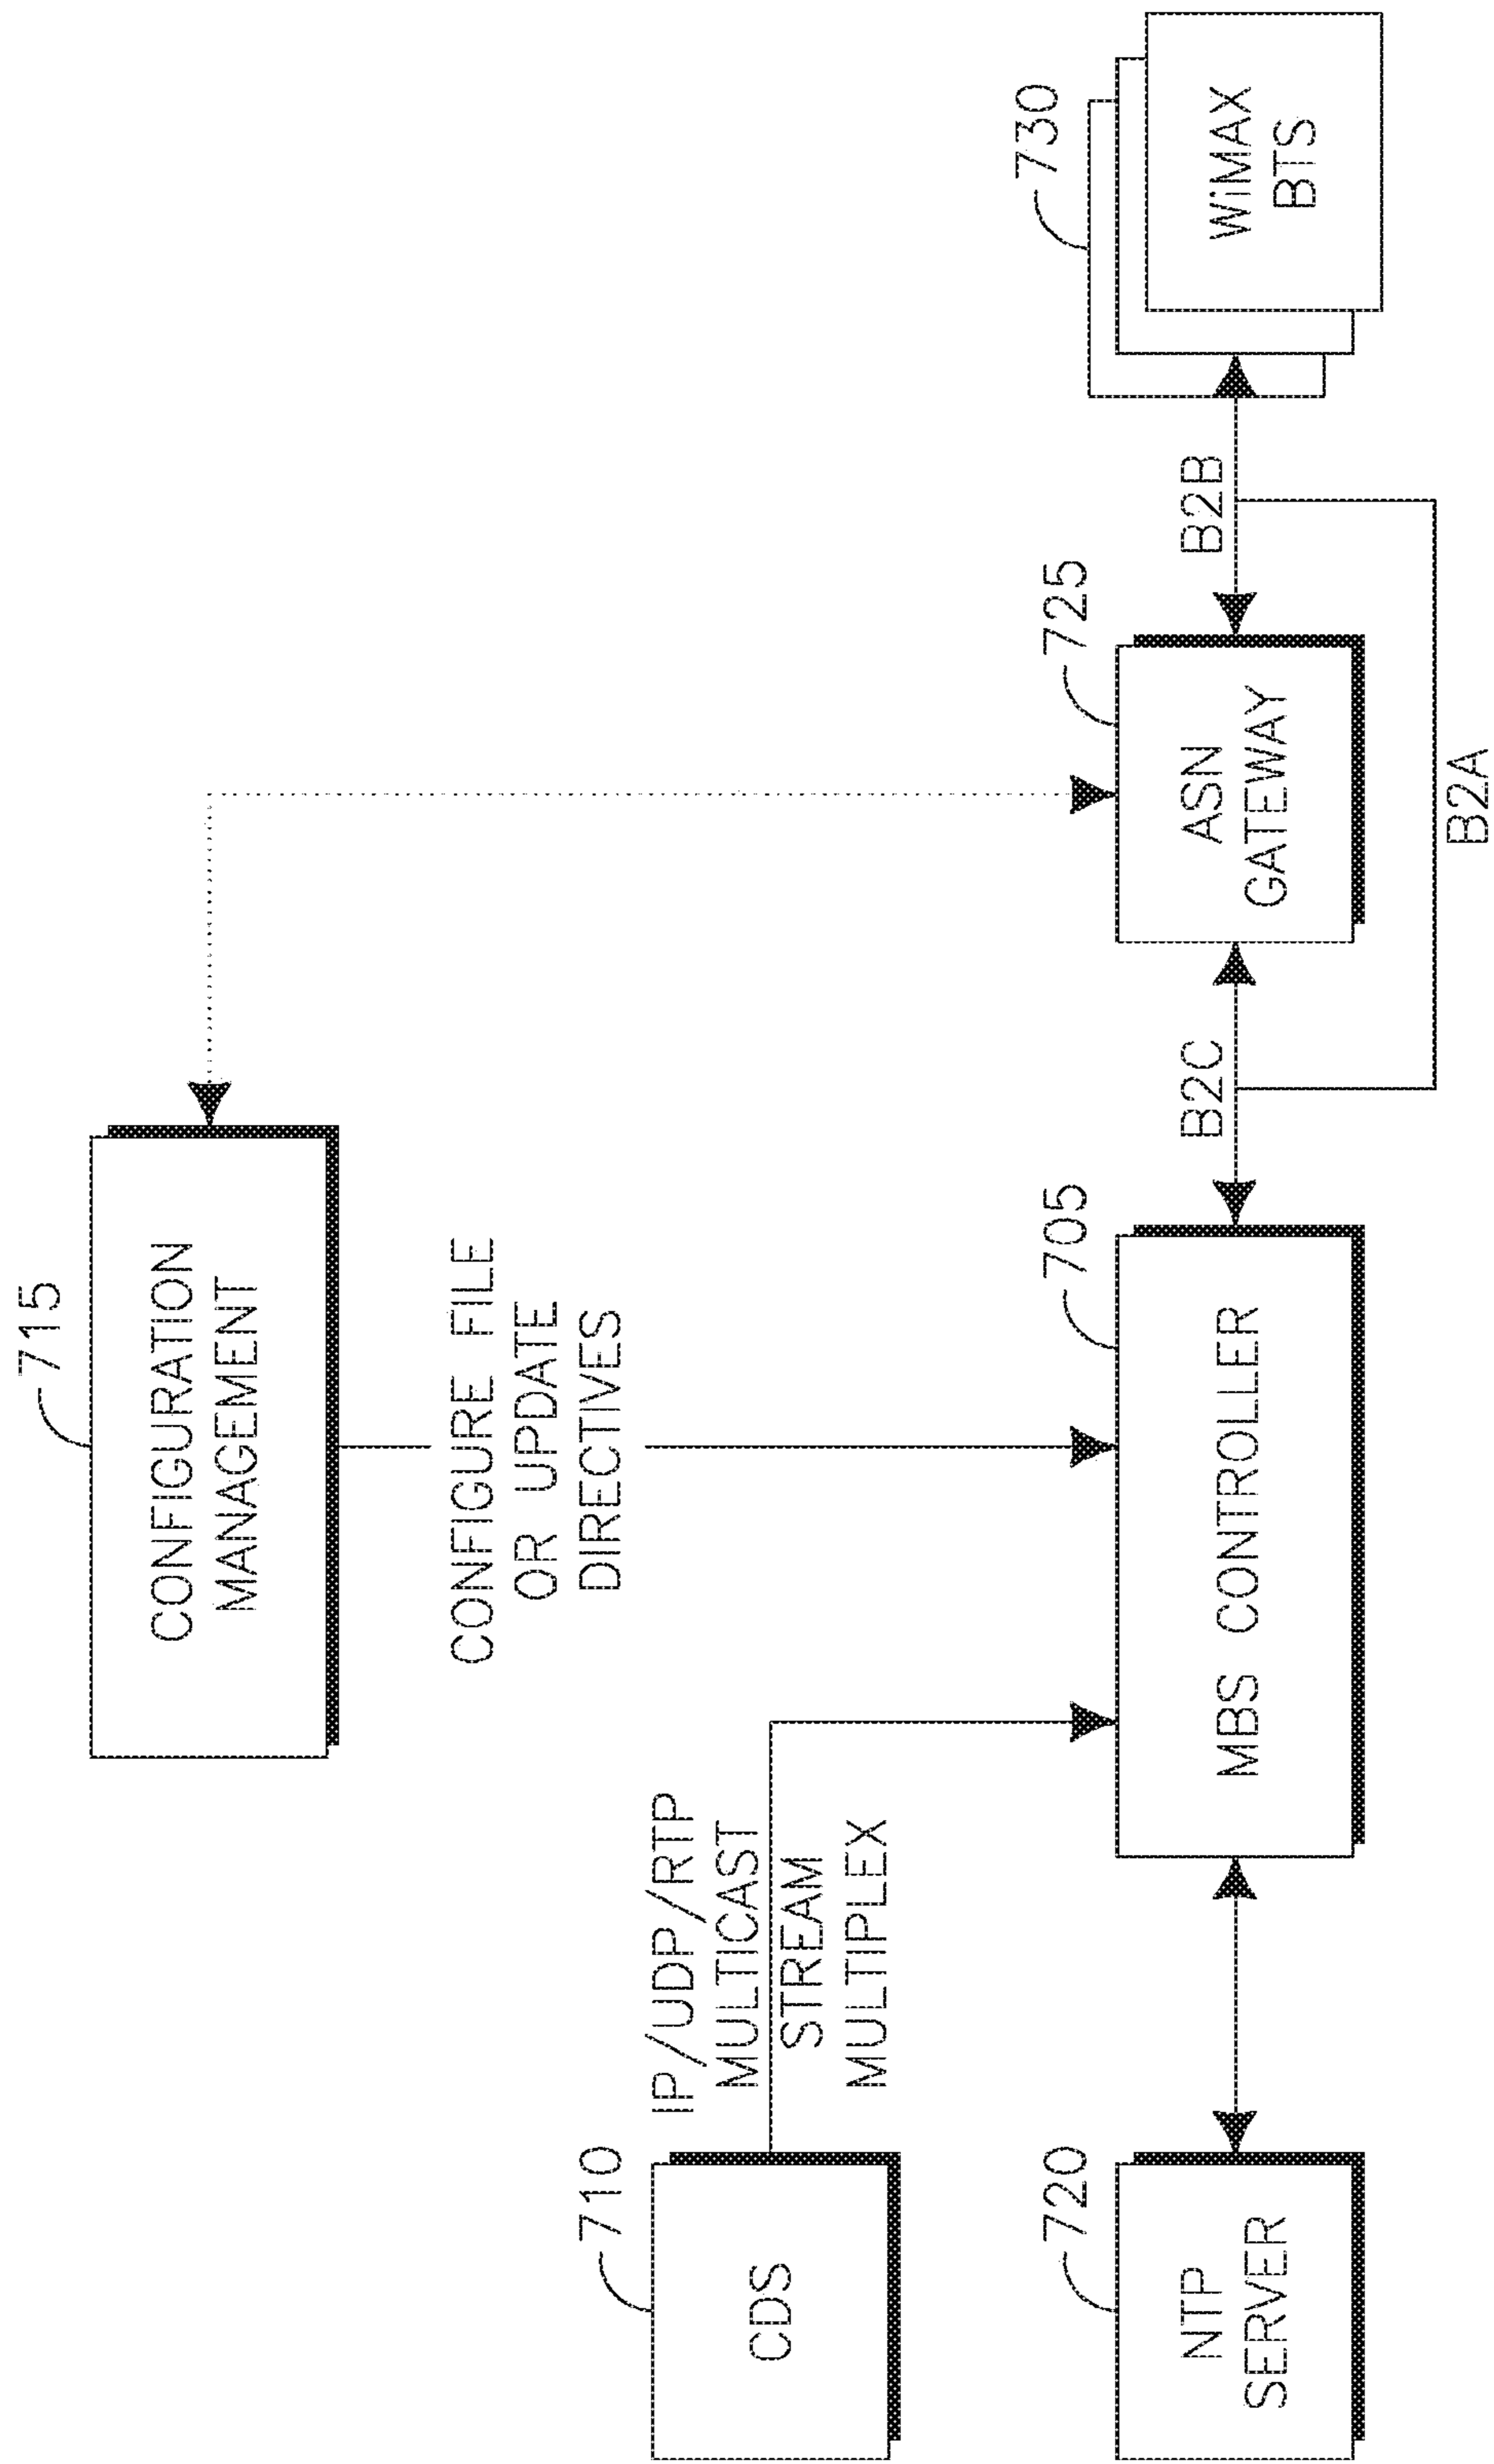 715
CONFIGURATION
MANAGEMENT
CONFIGURE FILE
OR UPDATE
DIRECTIVES
710
CDS
IP/UDP/RTP
MULTICAST
STREAM
MULTIPLEX
720
NTP
SERVER
705
MBS CONTROLLER
B2C
725
ASN
GATEWAY
B2B
B2A
730
WiMAX
BTS